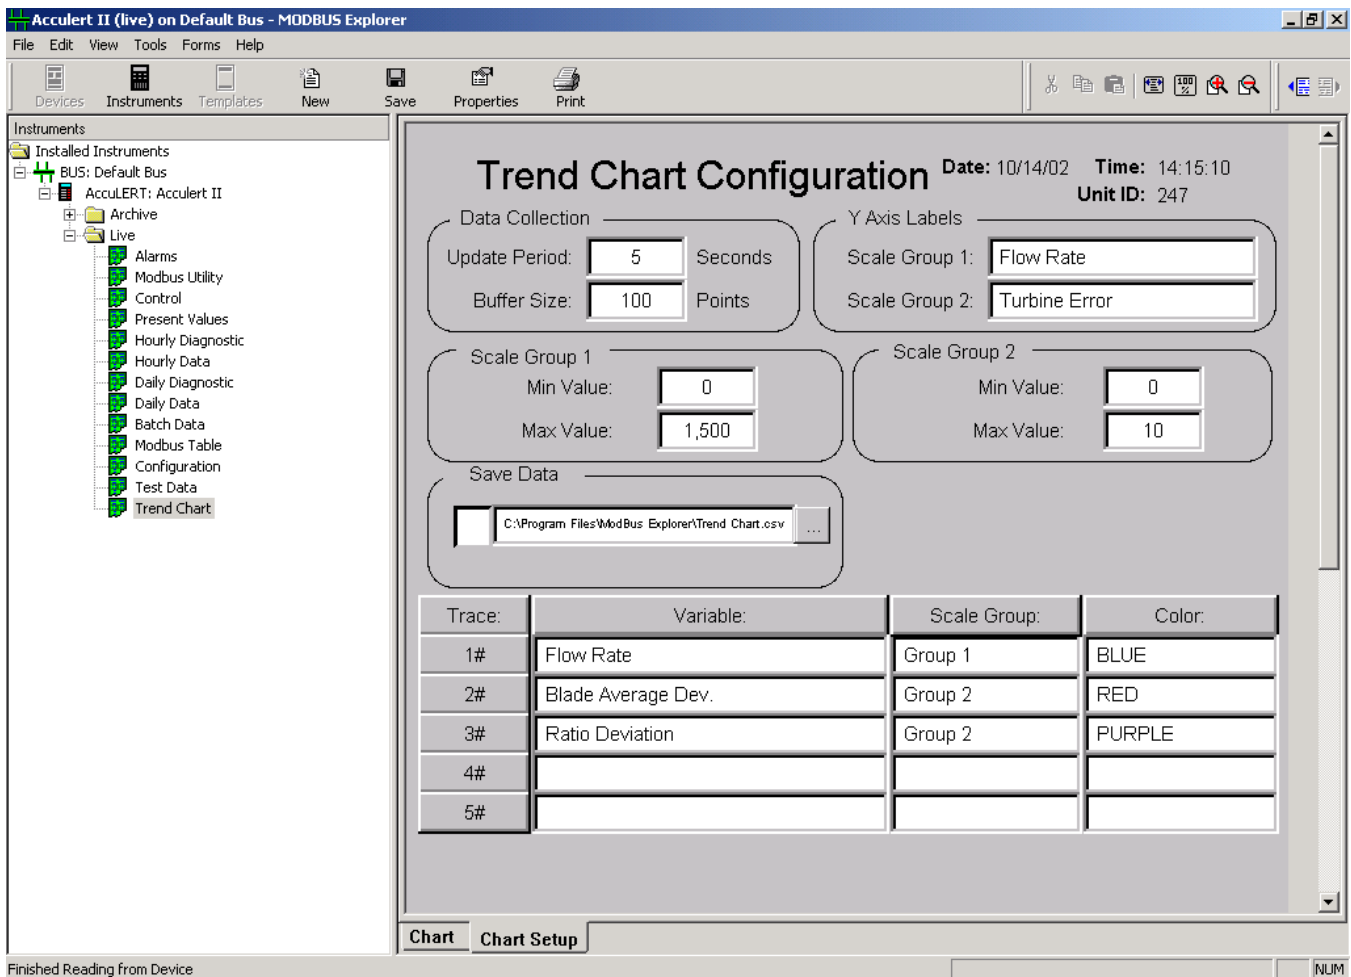 Acculert II (live) on Default Bus - MODBUS Explorer
File Edit View Tools Forms Help
Devices Instruments Templates New Save Properties Print
Instruments
Installed Instruments
BUS: Default Bus
AccuLERT: Acculert II
Archive
Live
Alarms
Modbus Utility
Control
Present Values
Hourly Diagnostic
Hourly Data
Daily Diagnostic
Daily Data
Batch Data
Modbus Table
Configuration
Test Data
Trend Chart
Trend Chart Configuration Date: 10/14/02 Time: 14:15:10
Unit ID: 247
Data Collection
Update Period: 5 Seconds
Buffer Size: 100 Points
Y Axis Labels
Scale Group 1: Flow Rate
Scale Group 2: Turbine Error
Scale Group 1
Min Value: 0
Max Value: 1,500
Scale Group 2
Min Value: 0
Max Value: 10
Save Data
C:\Program Files\ModBus Explorer\Trend Chart.csv ...
Trace: Variable: Scale Group: Color:
1# Flow Rate Group 1 BLUE
2# Blade Average Dev. Group 2 RED
3# Ratio Deviation Group 2 PURPLE
4#
5#
Chart Chart Setup
Finished Reading from Device NUM